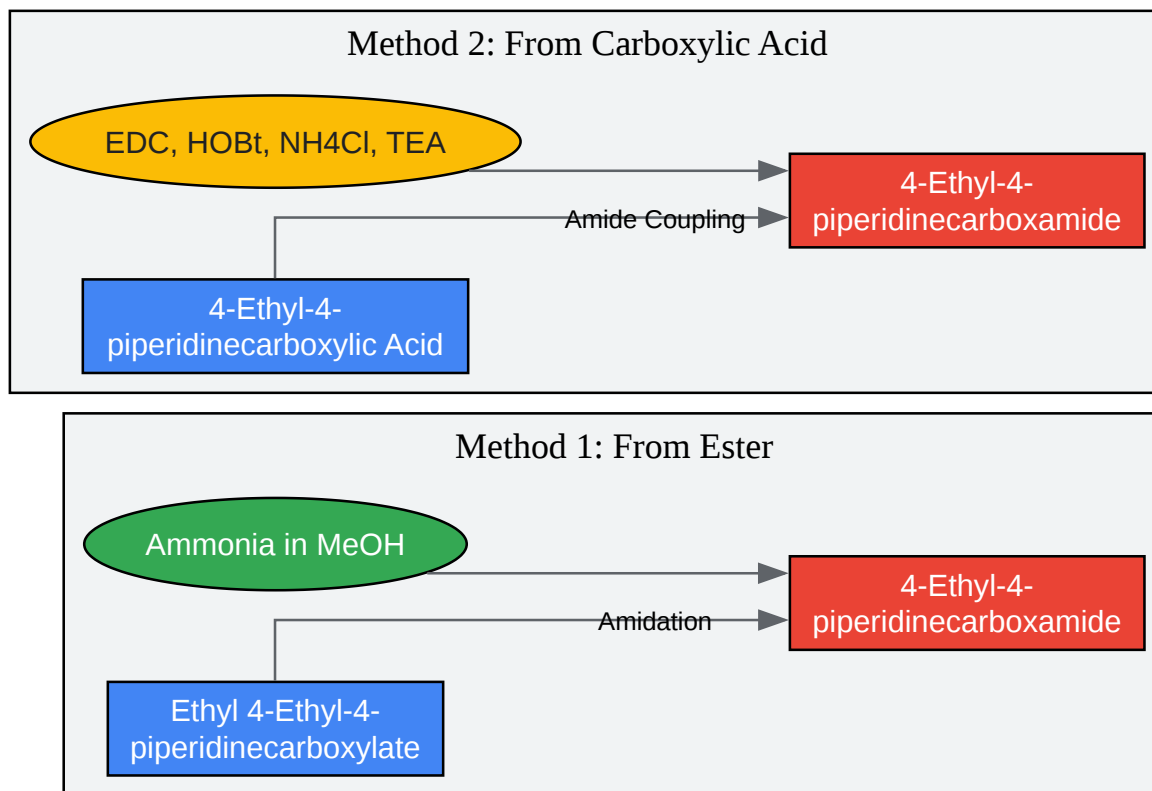 Method 2: From Carboxylic Acid
EDC, HOBt, NH4Cl, TEA
4-Ethyl-4-
piperidinecarboxamide
Amide Coupling
4-Ethyl-4-
piperidinecarboxylic Acid
Method 1: From Ester
Ammonia in MeOH
4-Ethyl-4-
piperidinecarboxamide
Amidation
Ethyl 4-Ethyl-4-
piperidinecarboxylate